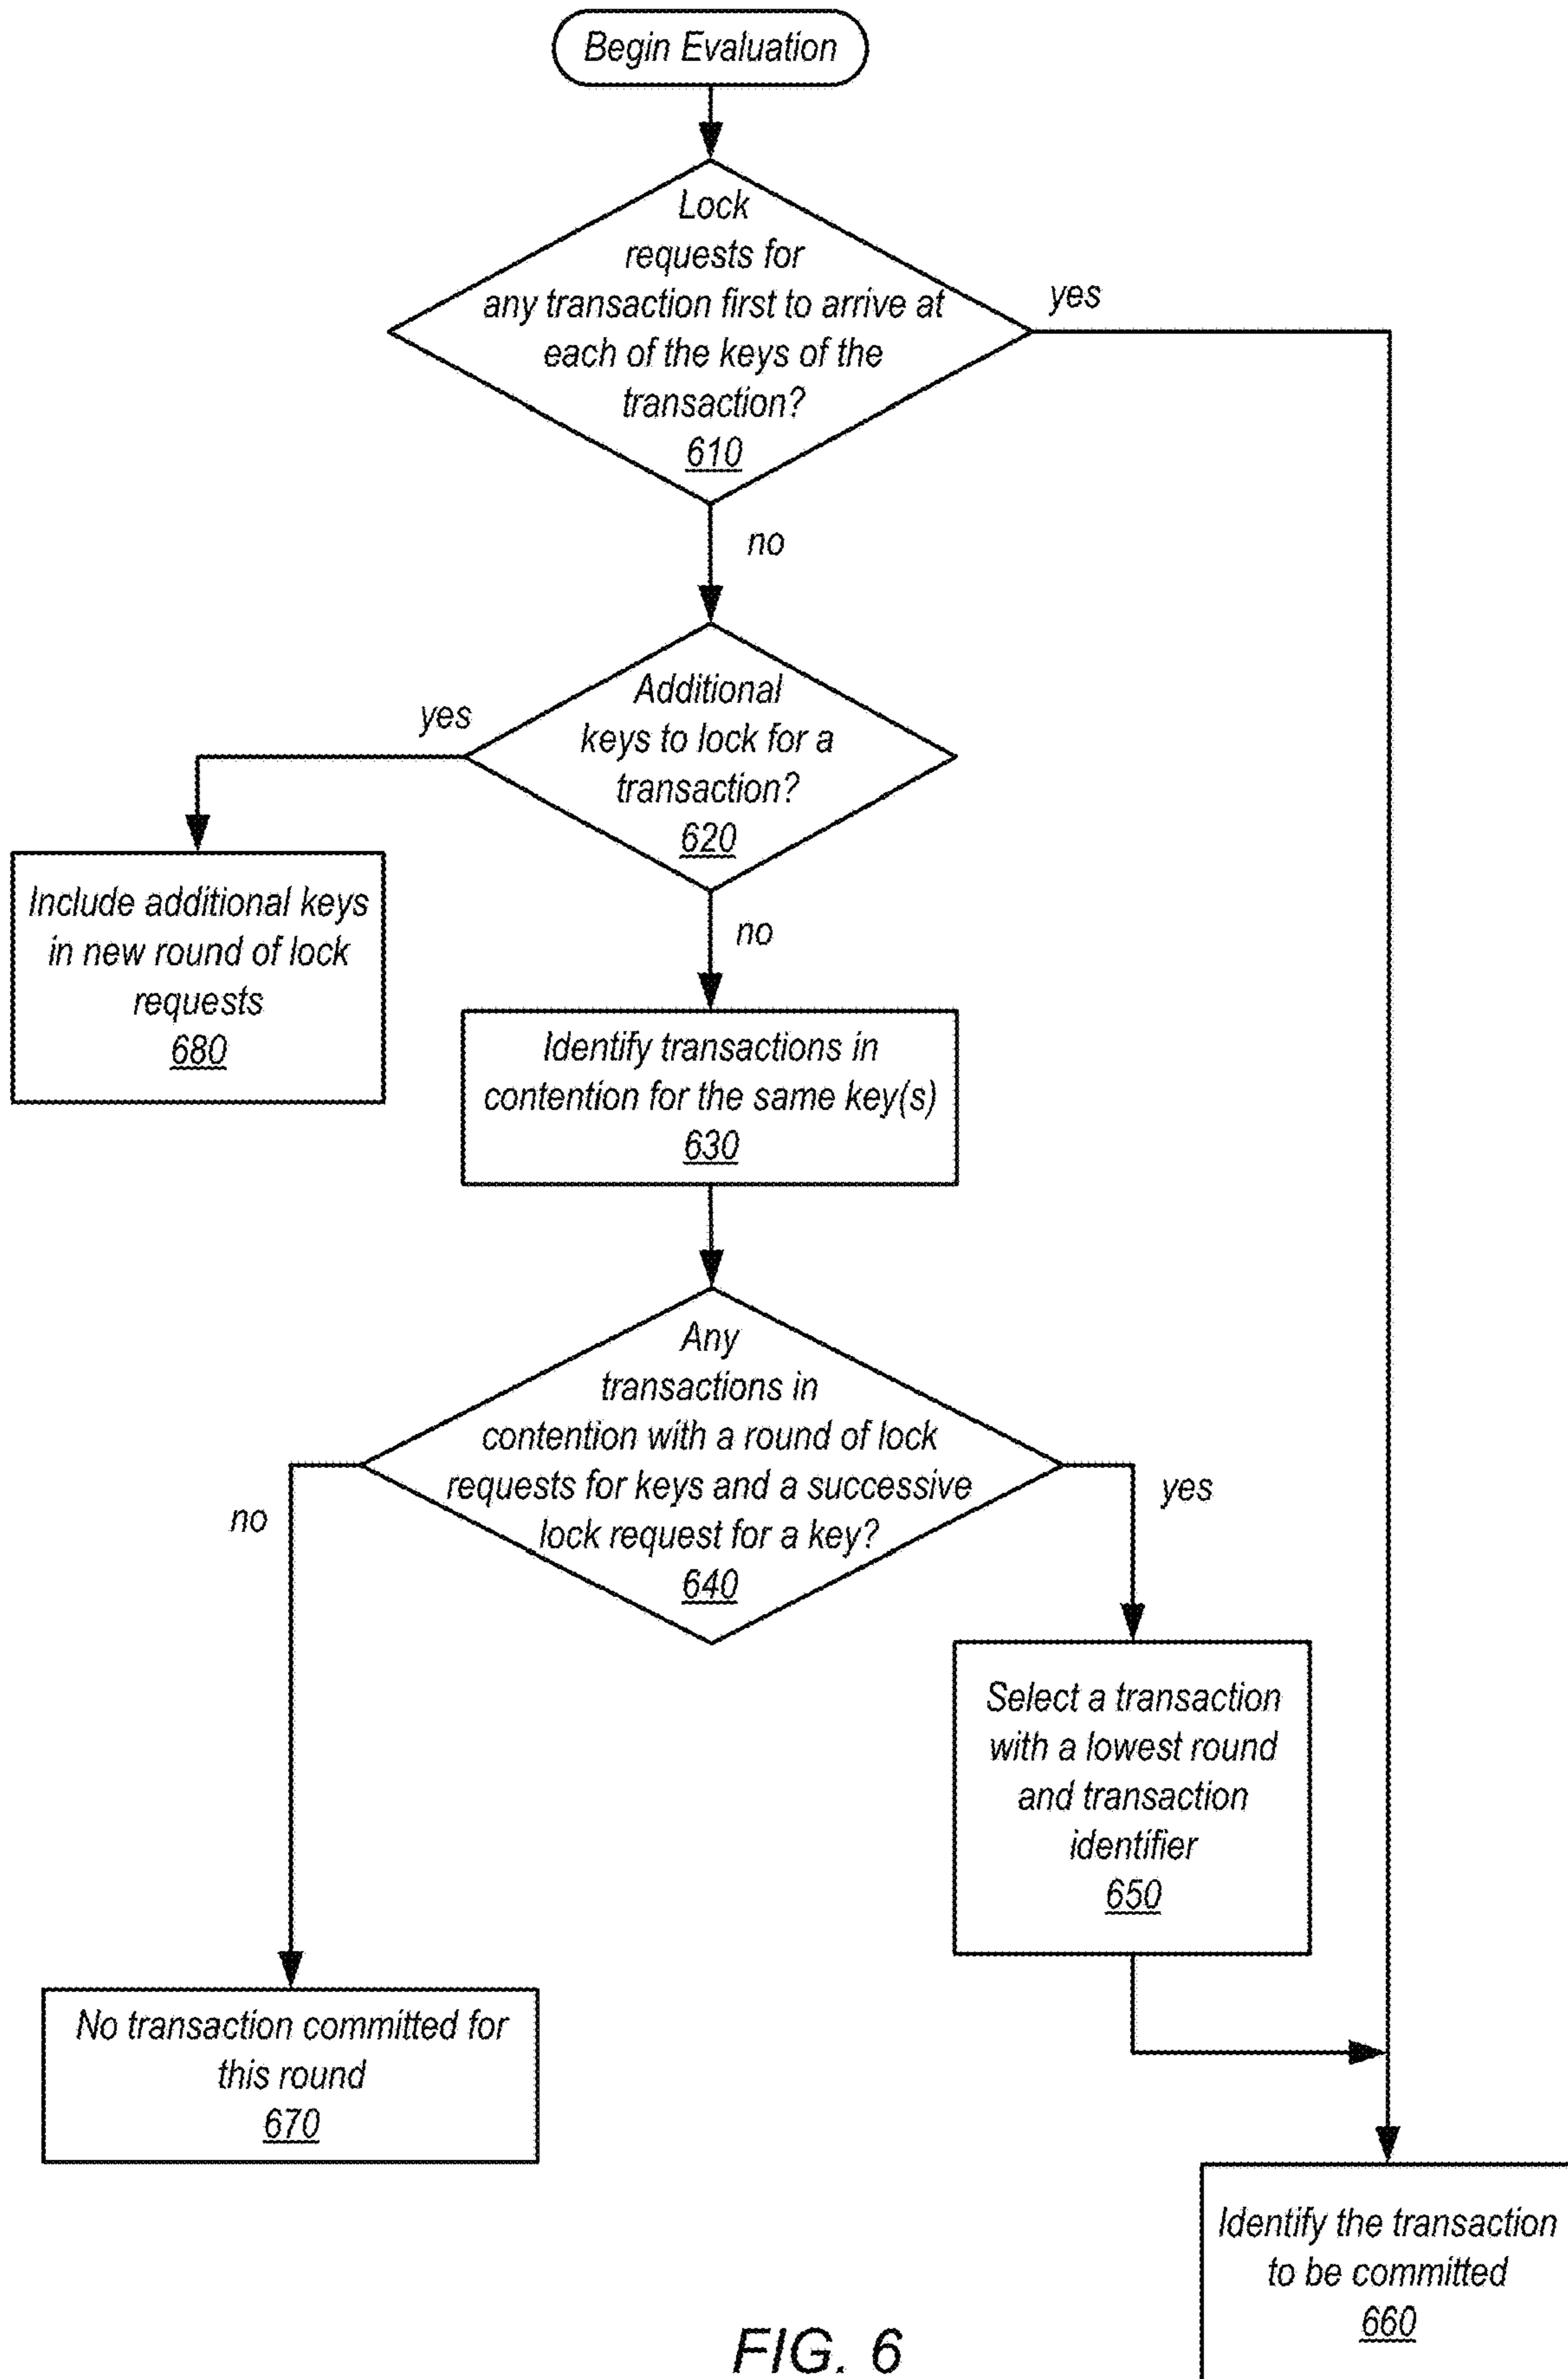 Begin Evaluation
Lock
requests for
any transaction first to arrive at
each of the keys of the
transaction?
610
yes
no
Additional
keys to lock for a
transaction?
620
yes
no
Include additional keys
in new round of lock
requests
680
Identify transactions in
contention for the same key(s)
630
Any
transactions in
contention with a round of lock
requests for keys and a successive
lock request for a key?
640
no
yes
Select a transaction
with a lowest round
and transaction
identifier
650
No transaction committed for
this round
670
Identify the transaction
to be committed
660
FIG. 6